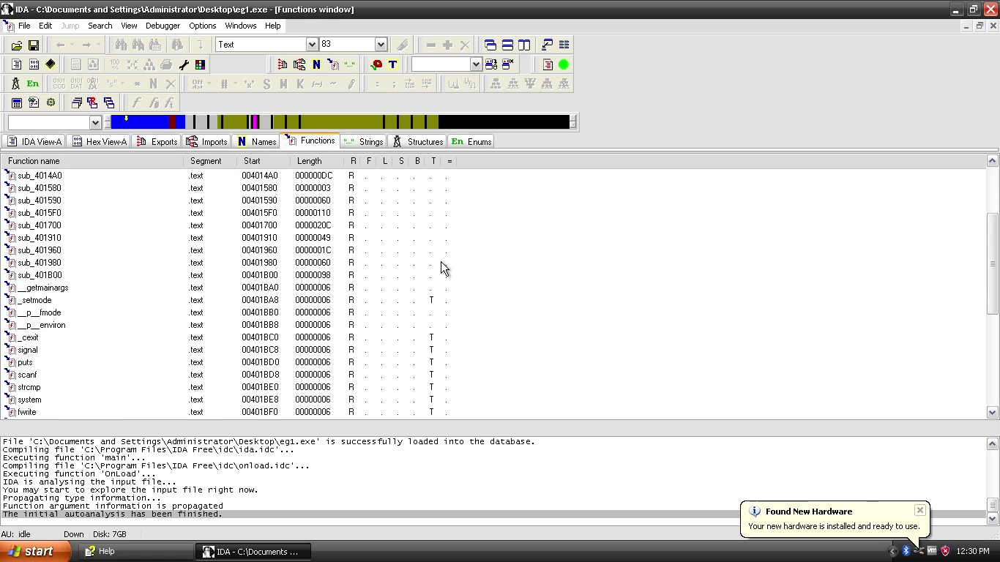 IDA - C:\Documents and Settings\Administrator\Desktop\eg1.exe - [Functions window]
File Edit Jump Search View Debugger Options Windows Help
Text 83
En
IDA View-A Hex View-A Exports Imports N Names Functions Strings Structures En Enums
Function name Segment Start Length R F L S B T =
sub_4014A0 .text 004014A0 000000DC R . . . . . .
sub_401580 .text 00401580 00000003 R . . . . . .
sub_401590 .text 00401590 00000060 R . . . . . .
sub_4015F0 .text 004015F0 00000110 R . . . . . .
sub_401700 .text 00401700 0000020C R . . . . . .
sub_401910 .text 00401910 00000049 R . . . . . .
sub_401960 .text 00401960 0000001C R . . . . . .
sub_401980 .text 00401980 00000060 R . . . . . .
sub_401B00 .text 00401B00 00000098 R . . . . . .
__getmainargs .text 00401BA0 00000006 R . . . . . .
_setmode .text 00401BA8 00000006 R . . . . T .
__p__fmode .text 00401BB0 00000006 R . . . . . .
__p__environ .text 00401BB8 00000006 R . . . . . .
_cexit .text 00401BC0 00000006 R . . . . T .
signal .text 00401BC8 00000006 R . . . . T .
puts .text 00401BD0 00000006 R . . . . T .
scanf .text 00401BD8 00000006 R . . . . T .
strcmp .text 00401BE0 00000006 R . . . . T .
system .text 00401BE8 00000006 R . . . . T .
fwrite .text 00401BF0 00000006 R . . . . T .
File 'C:\Documents and Settings\Administrator\Desktop\eg1.exe' is successfully loaded into the database.
Compiling file 'C:\Program Files\IDA Free\idc\ida.idc'...
Executing function 'main'...
Compiling file 'C:\Program Files\IDA Free\idc\onload.idc'...
Executing function 'OnLoad'...
IDA is analysing the input file...
You may start to explore the input file right now.
Propagating type information...
Function argument information is propagated
The initial autoanalysis has been finished.
Found New Hardware
Your new hardware is installed and ready to use.
AU: idle Down Disk: 7GB
start Help IDA - C:\Documents ... 12:30 PM